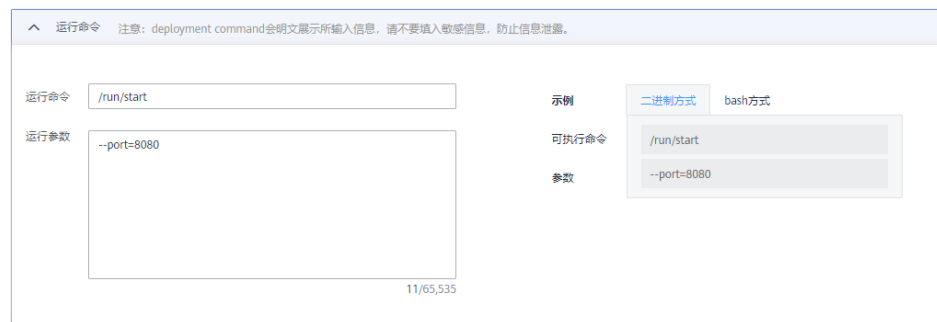 运行命令 注意：deployment command会明文展示所输入信息，请不要填入敏感信息，防止信息泄露。
运行命令 /run/start
运行参数 --port=8080
11/65,535
示例 二进制方式 bash方式
可执行命令 /run/start
参数 --port=8080